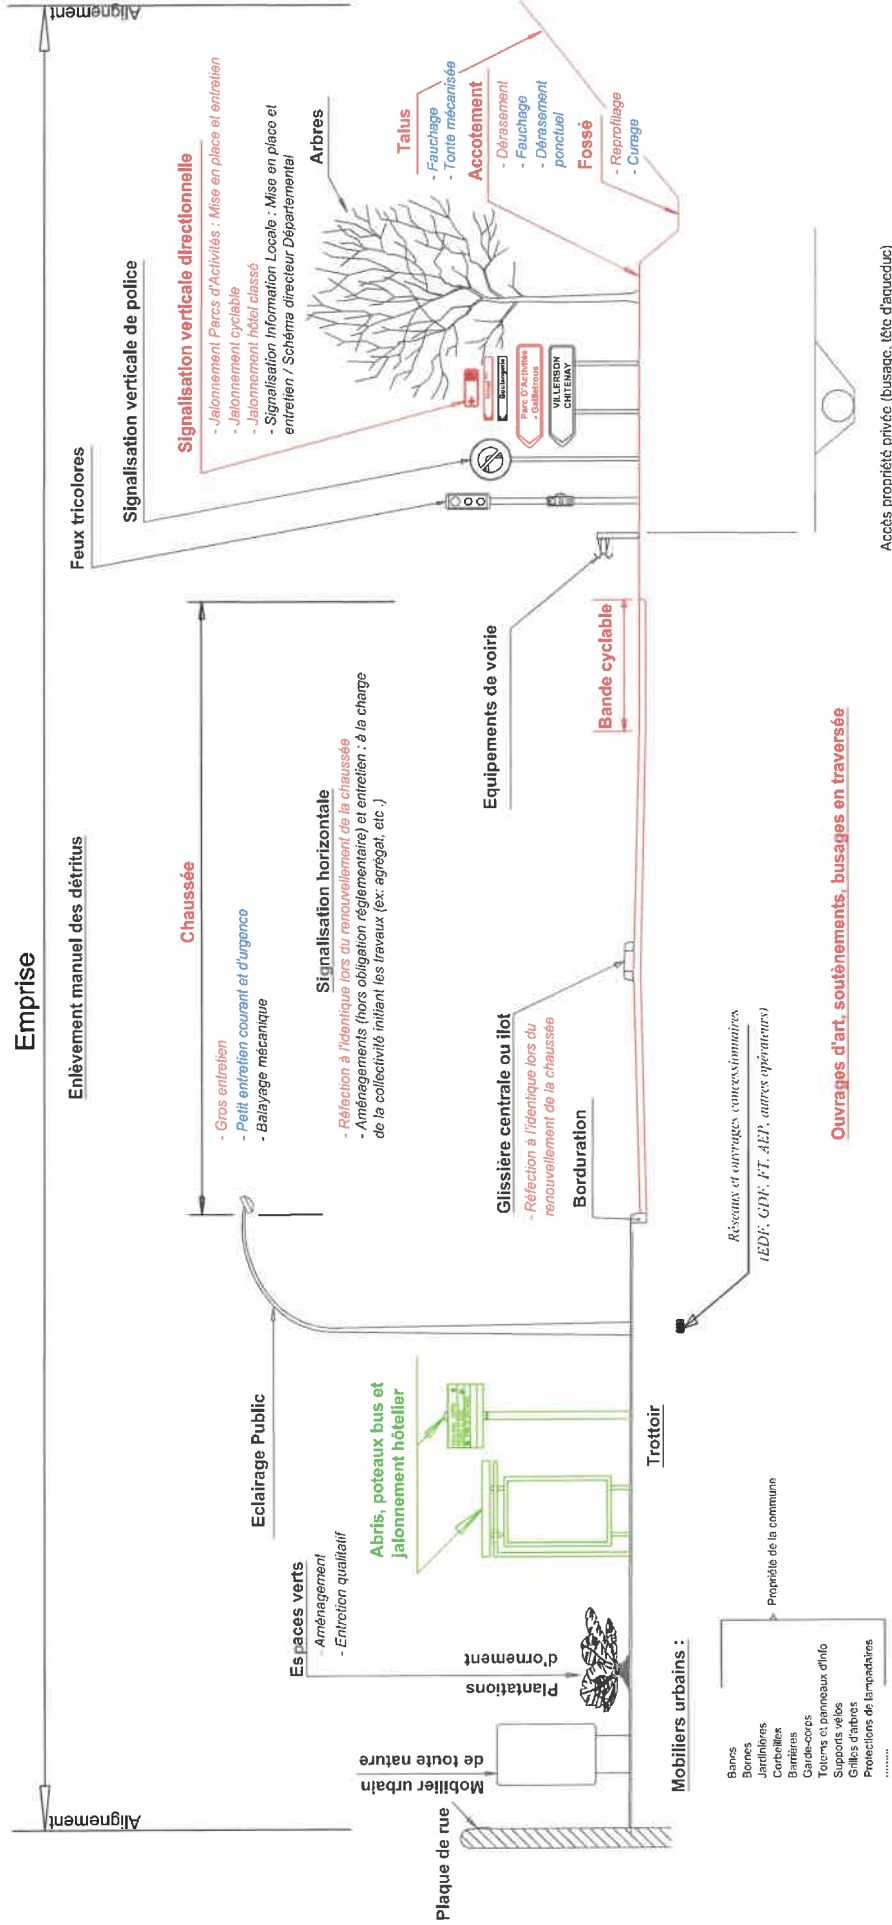 Emprise
Alignement
Alignement
Enlèvement manuel des détritus
Feux tricolores
Signalisation verticale de police
Signalisation verticale directionnelle
- Jalonnement Parcs d'Activités : Mise en place et entretien
- Jalonnement cyclable
- Jalonnement hôtel classé
- Signalisation Information Locale : Mise en place et
entretien / Schéma directeur Départemental
Arbres
Chaussée
- Gros entretien
- Petit entretien courant et d'urgence
- Balayage mécanique
Signalisation horizontale
- Réfection à l'identique lors du renouvellement de la chaussée
- Aménagements (hors obligation réglementaire) et entretien : à la charge
de la collectivité initiant les travaux (ex: agrégat, etc.)
Talus
- Fauchage
- Tonte mécanisée
Accotement
- Dérasement
- Fauchage
- Dérasement
ponctuel
Fossé
- Reprofilage
- Curage
Eclairage Public
Espaces verts
- Aménagement
- Entretion qualitatif
Abris, poteaux bus et
jalonnement hôtelier
Plantations
d'ornement
Mobilier urbain
de toute nature
Plaque de rue
Glissière centrale ou ilot
- Réfection à l'identique lors du
renouvellement de la chaussée
Borduration
Equipements de voirie
Bande cyclable
Boulangerie
Parc D'Activités
- Gailletrous
VILLERBON
CHITENAY
Trottoir
Réseaux et ouvrages concessionnaires
(EDF, GDF, FT, AEP, autres opérateurs)
Ouvrages d'art, soutènements, busages en traversée
Accès propriété privée (busage, tête d'aqueduc)
Mobiliers urbains :
Bancs
Bornes
Jardinières
Corbeilles
Barrières
Garde-corps
Totems et panneaux d'info
Supports vélos
Grilles d'arbres
Protections de lampadaires
.........
Propriété de la commune